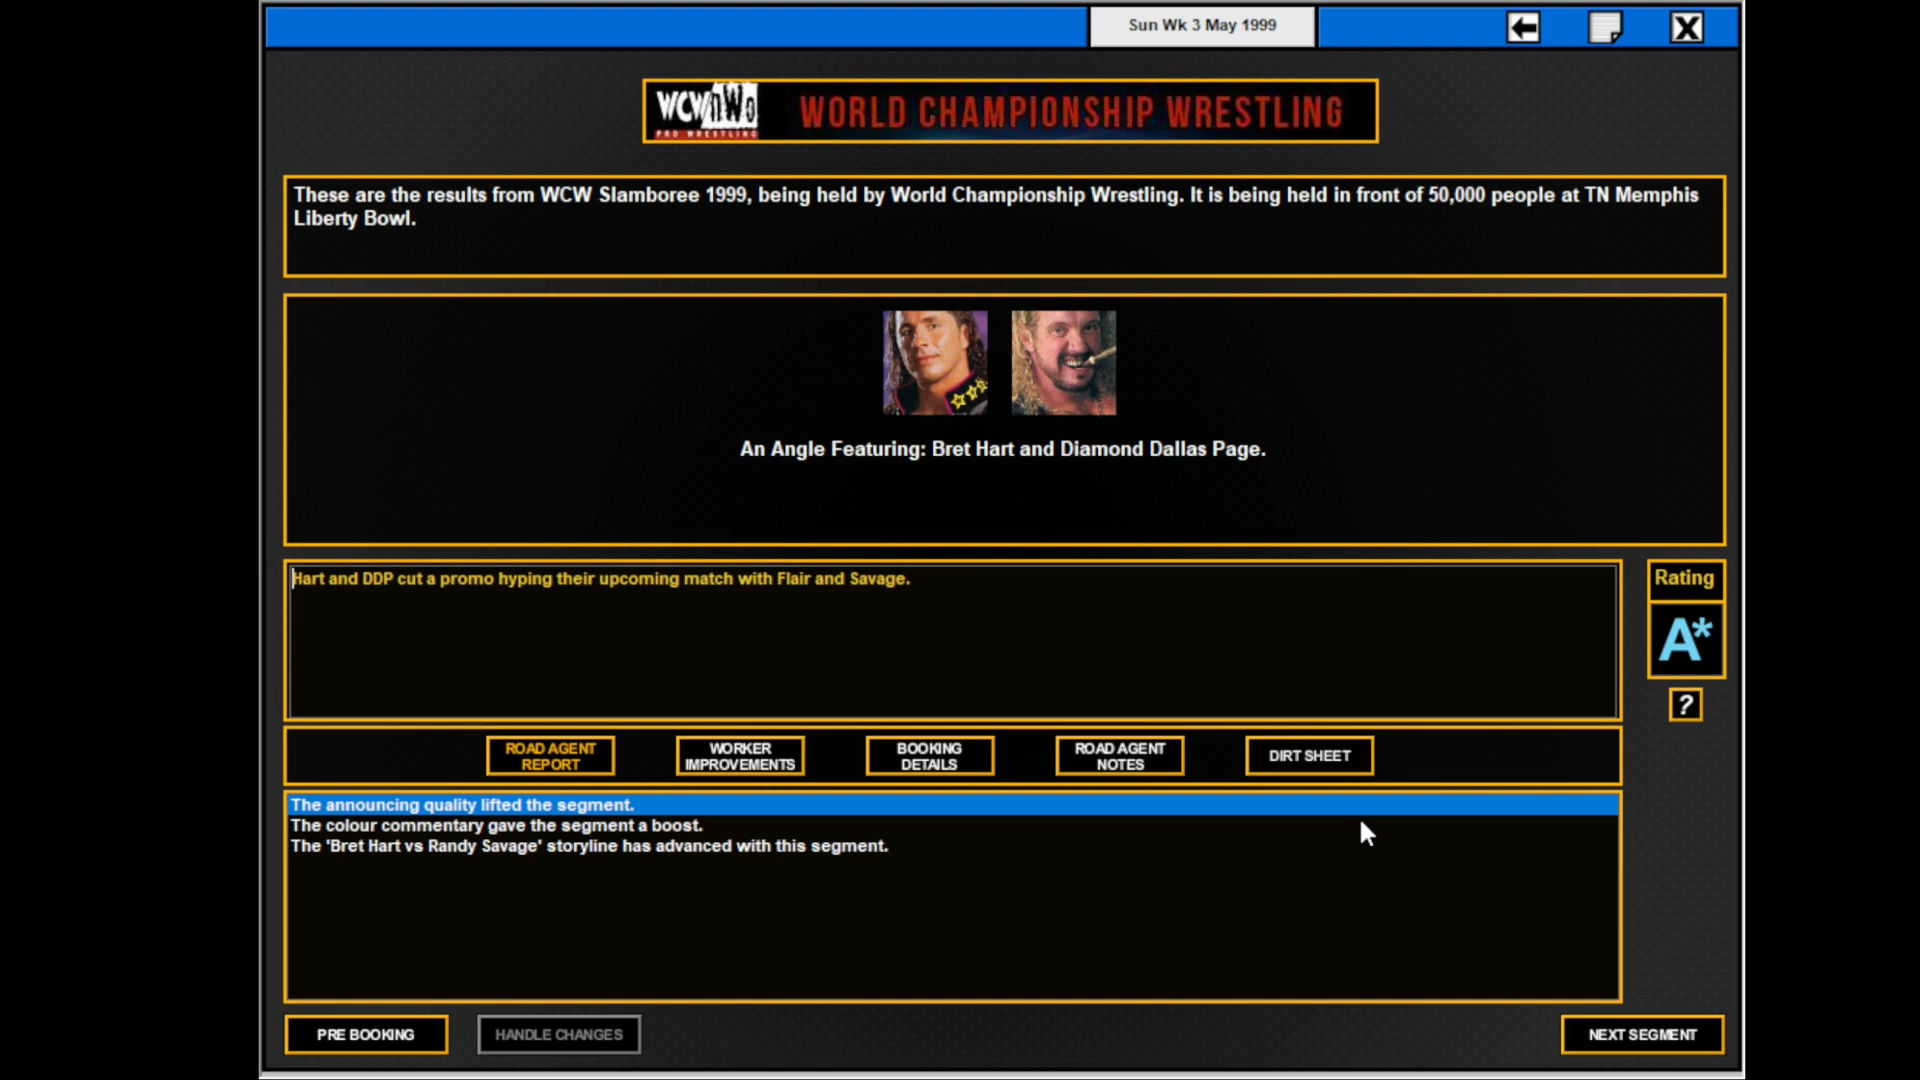 Sun Wk 3 May 1999
WCW nWo
PRO WRESTLING
WORLD CHAMPIONSHIP WRESTLING
These are the results from WCW Slamboree 1999, being held by World Championship Wrestling. It is being held in front of 50,000 people at TN Memphis
Liberty Bowl.
An Angle Featuring: Bret Hart and Diamond Dallas Page.
Hart and DDP cut a promo hyping their upcoming match with Flair and Savage.
Rating
A*
?
ROAD AGENT
REPORT
WORKER
IMPROVEMENTS
BOOKING
DETAILS
ROAD AGENT
NOTES
DIRT SHEET
The announcing quality lifted the segment.
The colour commentary gave the segment a boost.
The 'Bret Hart vs Randy Savage' storyline has advanced with this segment.
PRE BOOKING
HANDLE CHANGES
NEXT SEGMENT